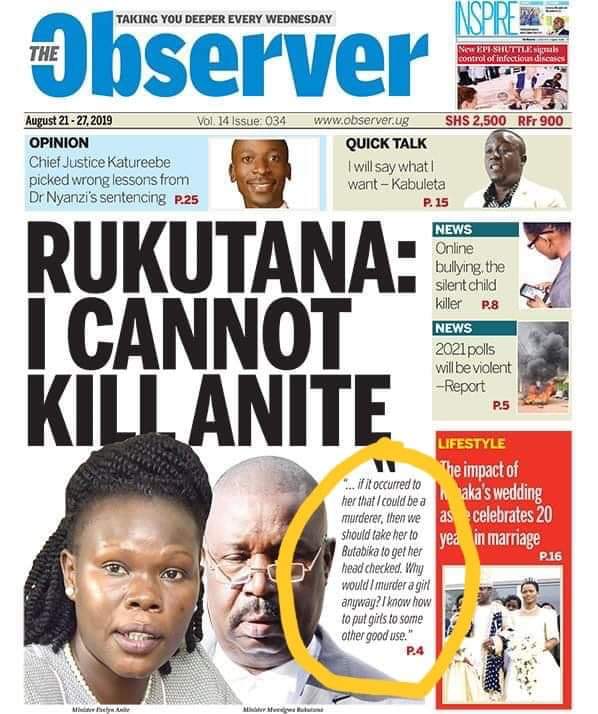 TAKING YOU DEEPER EVERY WEDNESDAY
THE Observer
INSPIRE
New EPI-SHUTTLE signals
control of infectious diseases
August 21 - 27, 2019
Vol. 14 Issue: 034
www.observer.ug
SHS 2,500 RFr 900
OPINION
Chief Justice Katureebe
picked wrong lessons from
Dr Nyanzi's sentencing P.25
QUICK TALK
I will say what I
want – Kabuleta
P. 15
RUKUTANA:
I CANNOT
KILL ANITE
NEWS
Online
bullying, the
silent child
killer P.8
NEWS
2021 polls
will be violent
–Report
P.5
"... if it occurred to
her that I could be a
murderer, then we
should take her to
Butabika to get her
head checked. Why
would I murder a girl
anyway? I know how
to put girls to some
other good use."
P.4
LIFESTYLE
The impact of
wedding
celebrates 20
in marriage
P.16
Minister Evelyn Anite
Minister Mwesigwa Rukutana